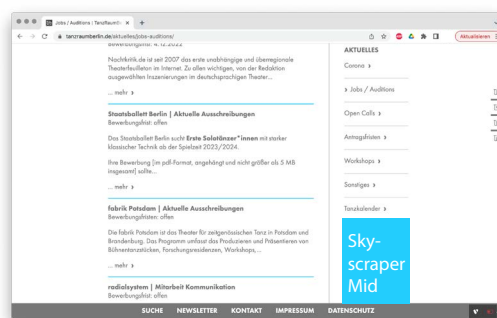 Jobs / Auditions | TanzRaumBe
Aktualisieren
tanzraumberlin.de/aktuelles/jobs-auditions/
Bewerbungsfrist: 4.12.2022
Nachtkritik.de ist seit 2007 das erste unabhängige und überregionale
Theaterfeuilleton im Internet. Zu allen wichtigen, von der Redaktion
ausgewählten Inszenierungen im deutschsprachigen Theater...
... mehr ›
Staatsballett Berlin | Aktuelle Ausschreibungen
Bewerbungsfrist: offen
Das Staatsballett Berlin sucht Erste Solotänzer*innen mit starker
klassischer Technik ab der Spielzeit 2023/2024.
Ihre Bewerbung [im pdf-Format, angehängt und nicht größer als 5 MB
insgesamt] sollte...
... mehr ›
fabrik Potsdam | Aktuelle Ausschreibungen
Bewerbungsfristen: offen
Die fabrik Potsdam ist das Theater für zeitgenössischen Tanz in Potsdam und
Brandenburg. Das Programm umfasst das Produzieren und Präsentieren von
Bühnentanzstücken, Forschungsresidenzen, Workshops,...
... mehr ›
radialsystem | Mitarbeit Kommunikation
Bewerbungsfrist: offen
AKTUELLES
Corona ›
› Jobs / Auditions
Open Calls ›
Antragsfristen ›
Workshops ›
Sonstiges ›
Tanzkalender ›
Sky-
scraper
Mid
SUCHE NEWSLETTER KONTAKT IMPRESSUM DATENSCHUTZ